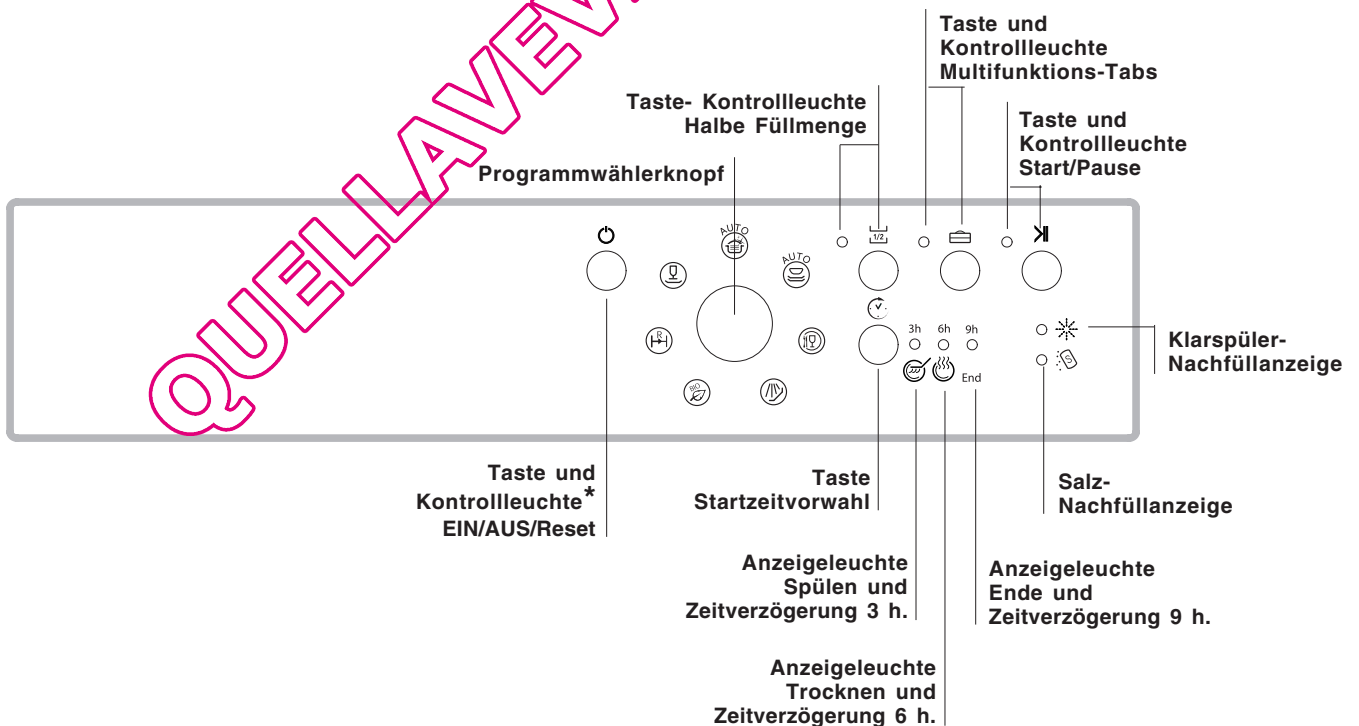 QUELLAVEV
Taste und
Kontrollleuchte
Multifunktions-Tabs
Taste- Kontrollleuchte
Halbe Füllmenge
Taste und
Kontrollleuchte
Start/Pause
Programmwählerknopf
AUTO
AUTO
1/2
R
BIO
3h 6h 9h
End
S
Klarspüler-
Nachfüllanzeige
Taste und
Kontrollleuchte*
EIN/AUS/Reset
Taste
Startzeitvorwahl
Salz-
Nachfüllanzeige
Anzeigeleuchte
Spülen und
Zeitverzögerung 3 h.
Anzeigeleuchte
Ende und
Zeitverzögerung 9 h.
Anzeigeleuchte
Trocknen und
Zeitverzögerung 6 h.